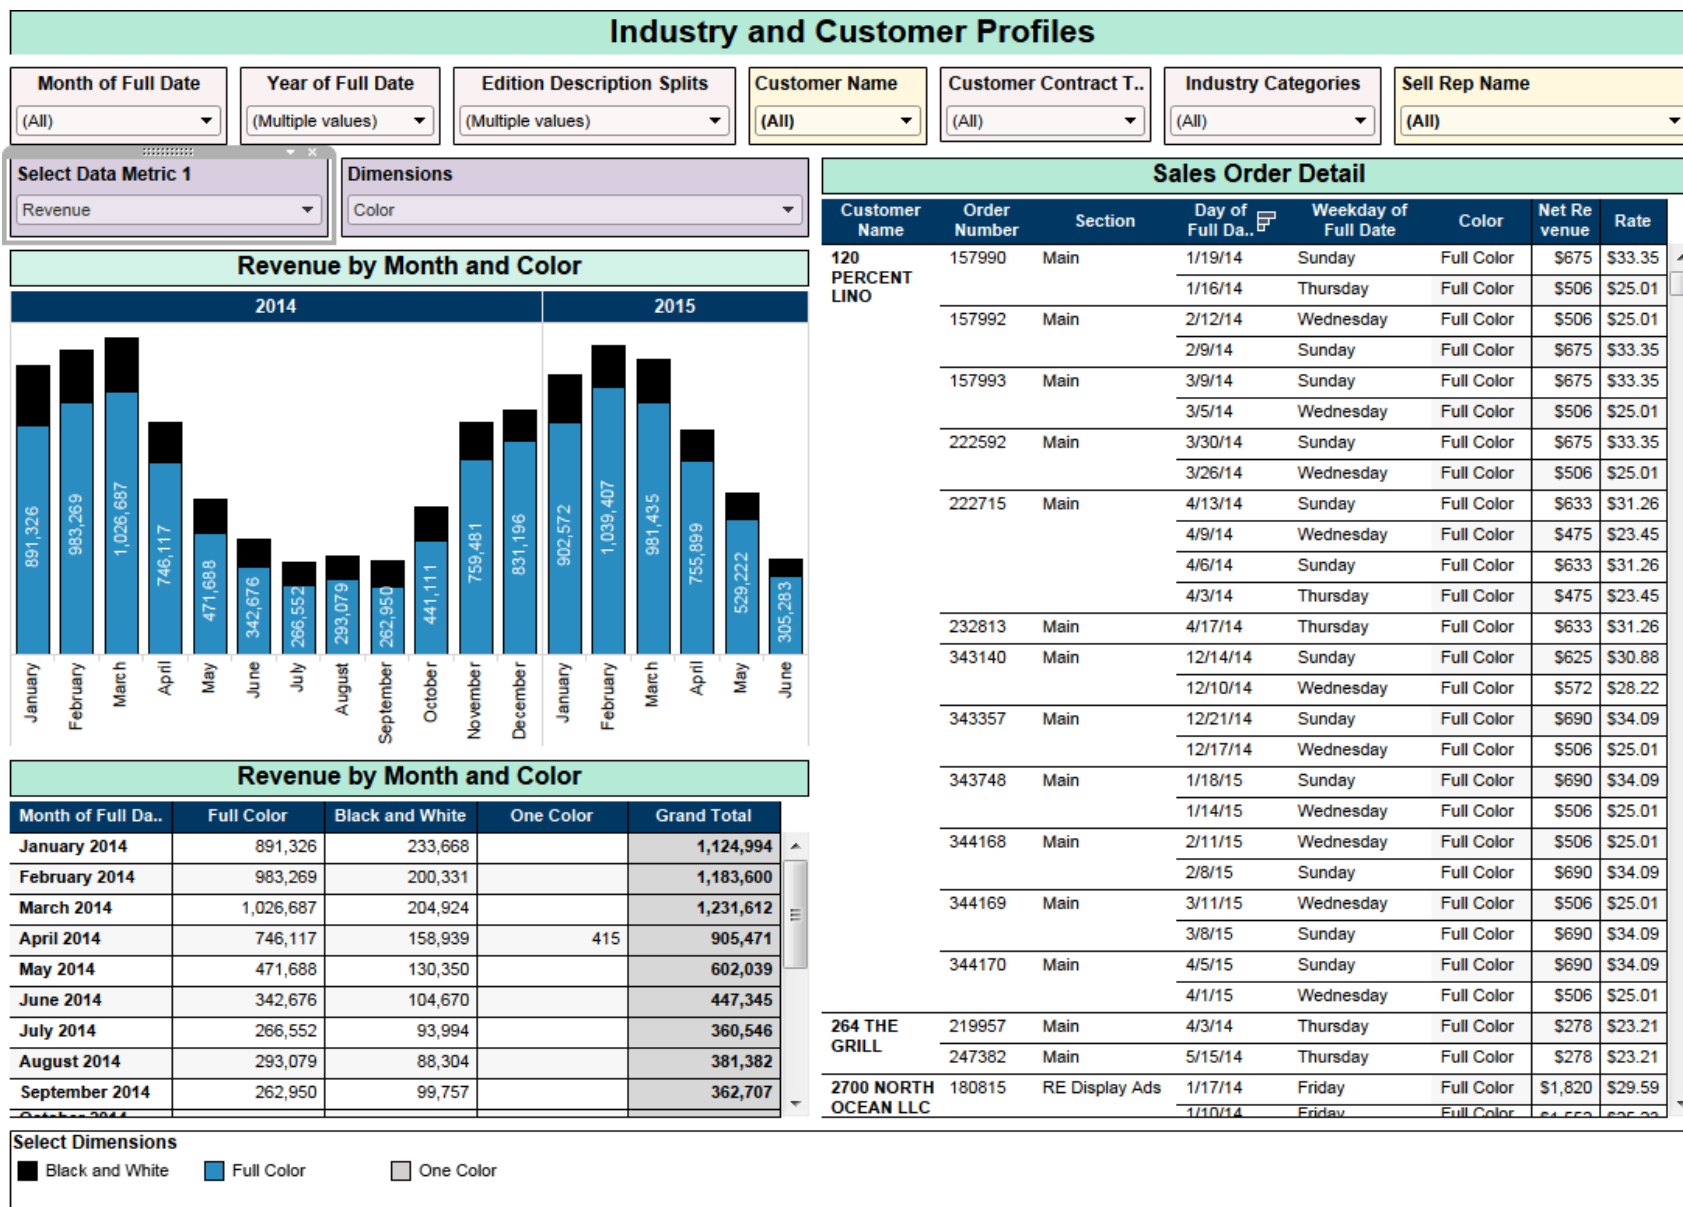 Industry and Customer Profiles
Month of Full Date Year of Full Date Edition Description Splits Customer Name Customer Contract T.. Industry Categories Sell Rep Name
(All) (Multiple values) (Multiple values) (All) (All) (All) (All)
Select Data Metric 1 Dimensions
Revenue Color
Revenue by Month and Color
2014 2015
891,326 983,269 1,026,687 746,117 471,688 342,676 266,552 293,079 262,950 441,111 759,481 831,196 902,572 1,039,407 981,435 755,899 529,222 305,283
January February March April May June July August September October November December January February March April May June
Revenue by Month and Color
Month of Full Da.. Full Color Black and White One Color Grand Total
January 2014 891,326 233,668 1,124,994
February 2014 983,269 200,331 1,183,600
March 2014 1,026,687 204,924 1,231,612
April 2014 746,117 158,939 415 905,471
May 2014 471,688 130,350 602,039
June 2014 342,676 104,670 447,345
July 2014 266,552 93,994 360,546
August 2014 293,079 88,304 381,382
September 2014 262,950 99,757 362,707
October 2014
Sales Order Detail
Customer Name Order Number Section Day of Full Da.. Weekday of Full Date Color Net Re venue Rate
120 PERCENT LINO 157990 Main 1/19/14 Sunday Full Color $675 $33.35
1/16/14 Thursday Full Color $506 $25.01
157992 Main 2/12/14 Wednesday Full Color $506 $25.01
2/9/14 Sunday Full Color $675 $33.35
157993 Main 3/9/14 Sunday Full Color $675 $33.35
3/5/14 Wednesday Full Color $506 $25.01
222592 Main 3/30/14 Sunday Full Color $675 $33.35
3/26/14 Wednesday Full Color $506 $25.01
222715 Main 4/13/14 Sunday Full Color $633 $31.26
4/9/14 Wednesday Full Color $475 $23.45
4/6/14 Sunday Full Color $633 $31.26
4/3/14 Thursday Full Color $475 $23.45
232813 Main 4/17/14 Thursday Full Color $633 $31.26
343140 Main 12/14/14 Sunday Full Color $625 $30.88
12/10/14 Wednesday Full Color $572 $28.22
343357 Main 12/21/14 Sunday Full Color $690 $34.09
12/17/14 Wednesday Full Color $506 $25.01
343748 Main 1/18/15 Sunday Full Color $690 $34.09
1/14/15 Wednesday Full Color $506 $25.01
344168 Main 2/11/15 Wednesday Full Color $506 $25.01
2/8/15 Sunday Full Color $690 $34.09
344169 Main 3/11/15 Wednesday Full Color $506 $25.01
3/8/15 Sunday Full Color $690 $34.09
344170 Main 4/5/15 Sunday Full Color $690 $34.09
4/1/15 Wednesday Full Color $506 $25.01
264 THE GRILL 219957 Main 4/3/14 Thursday Full Color $278 $23.21
247382 Main 5/15/14 Thursday Full Color $278 $23.21
2700 NORTH OCEAN LLC 180815 RE Display Ads 1/17/14 Friday Full Color $1,820 $29.59
1/10/14 Friday Full Color
Select Dimensions
Black and White Full Color One Color